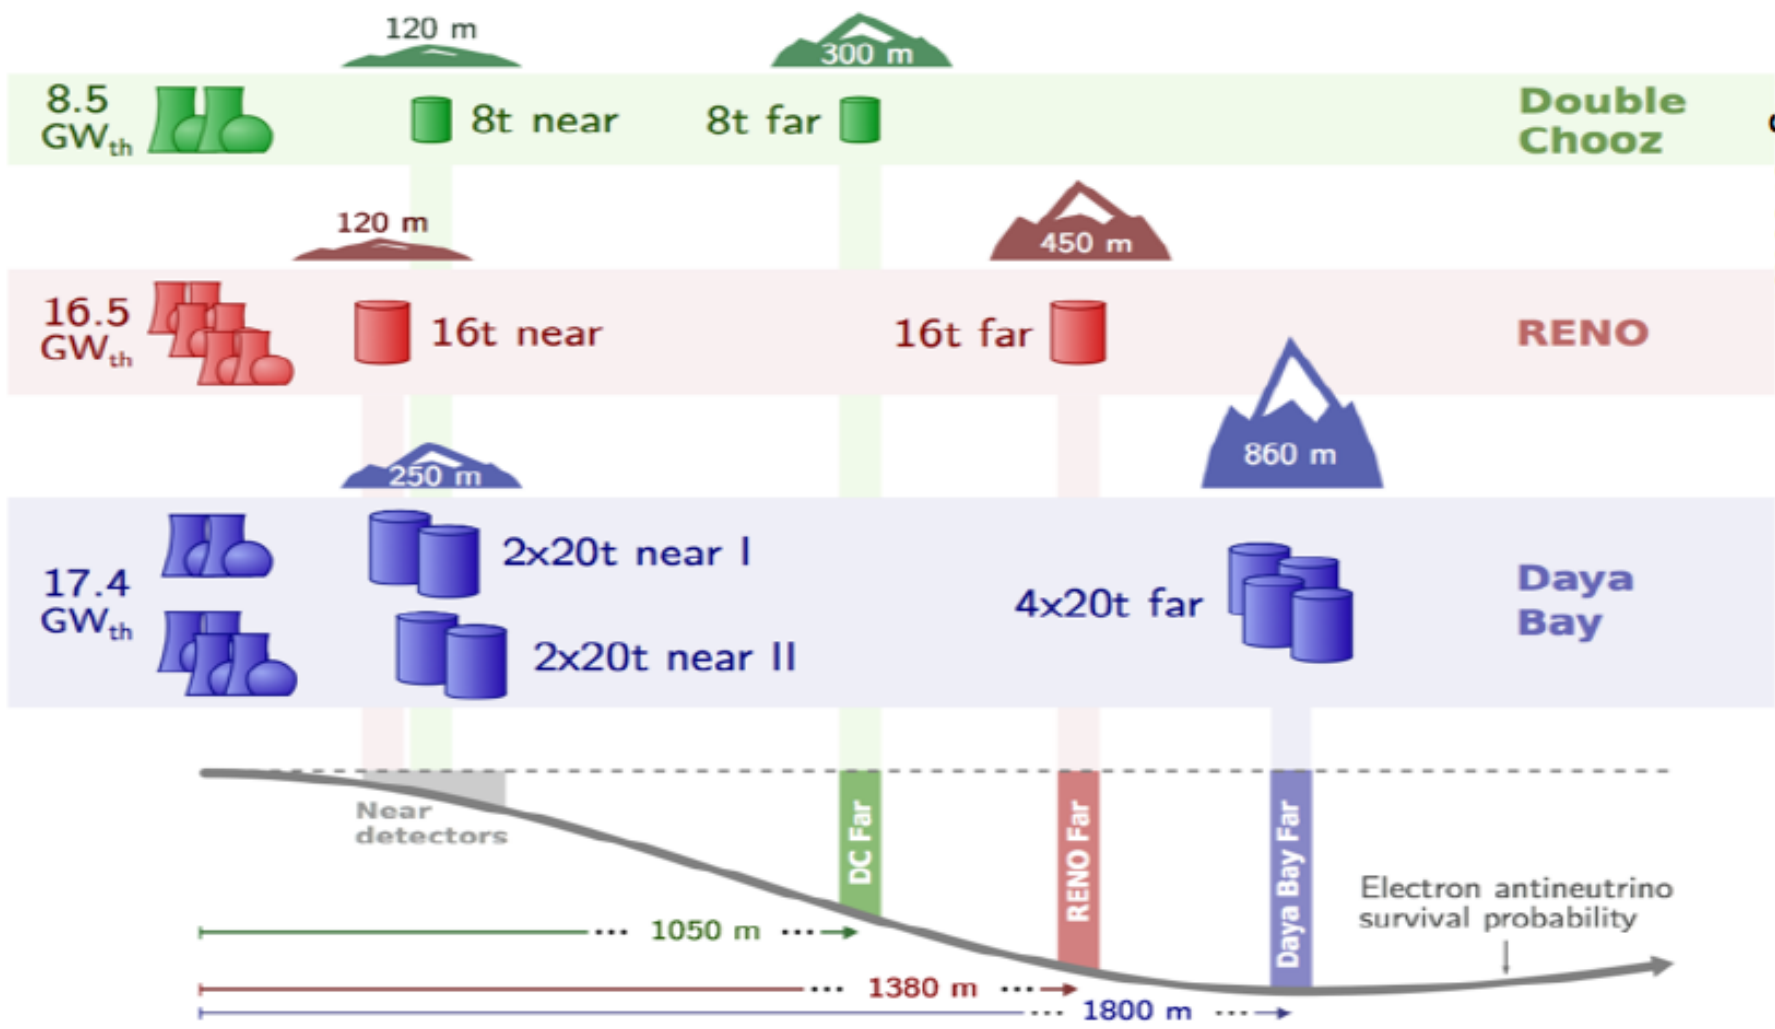 120 m
300 m
8.5
GWth
8t near
8t far
Double
Chooz
120 m
450 m
16.5
GWth
16t near
16t far
RENO
250 m
860 m
17.4
GWth
2x20t near I
2x20t near II
4x20t far
Daya
Bay
Near
detectors
DC Far
RENO Far
Daya Bay Far
Electron antineutrino
survival probability
1050 m
1380 m
1800 m